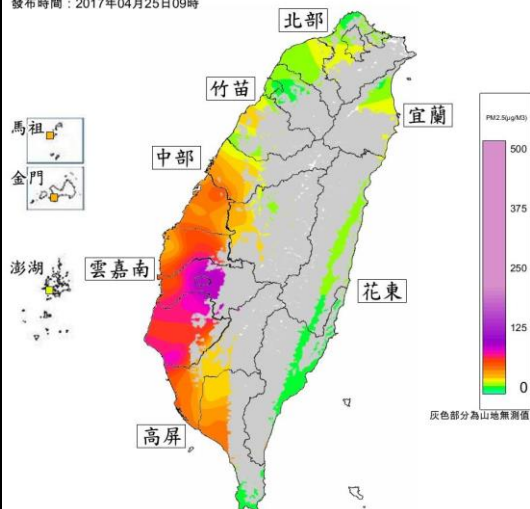 發布時間：2017年04月25日09時
北部
竹苗
宜蘭
馬祖
中部
金門
澎湖
雲嘉南
花東
高屏
PM2.5(μg/M3)
500
375
250
125
0
灰色部分為山地無測值